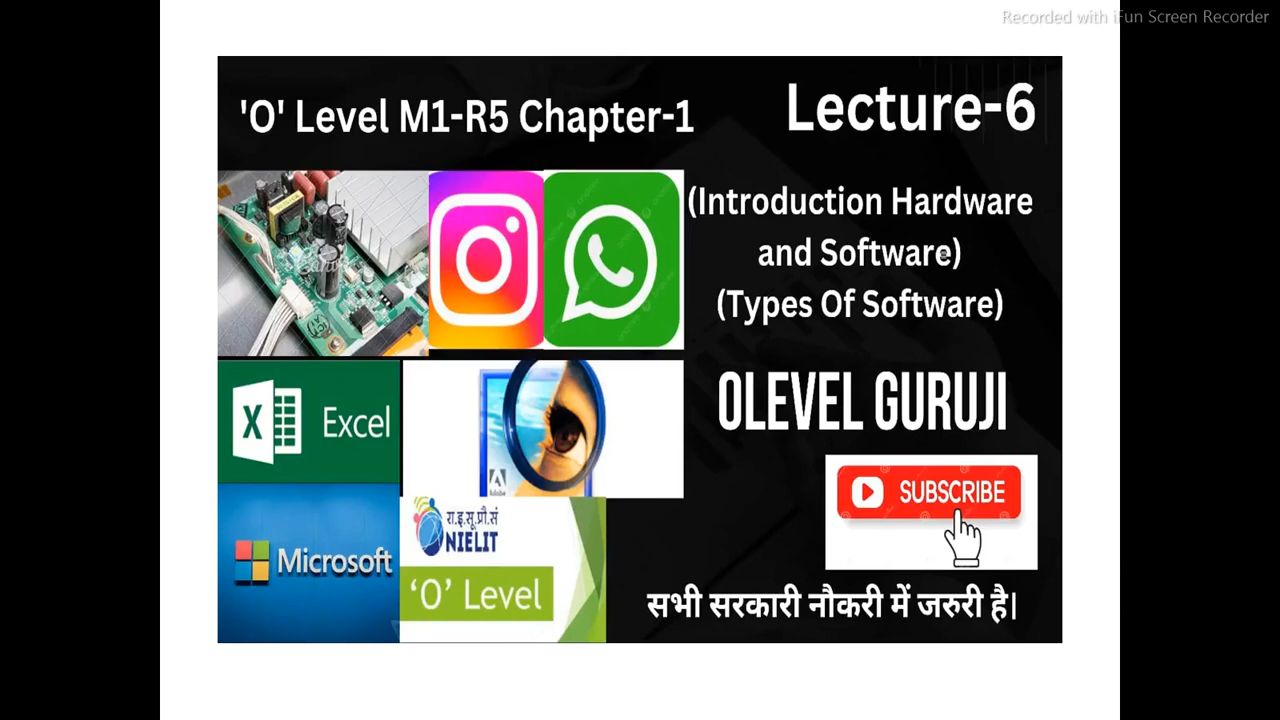 Recorded with iFun Screen Recorder
'O' Level M1-R5 Chapter-1
Lecture-6
(Introduction Hardware
and Software)
(Types Of Software)
Excel
Adobe
OLEVEL GURUJI
SUBSCRIBE
रा.इ.सू.प्रौ.सं
NIELIT
Microsoft
'O' Level
सभी सरकारी नौकरी में जरुरी है।